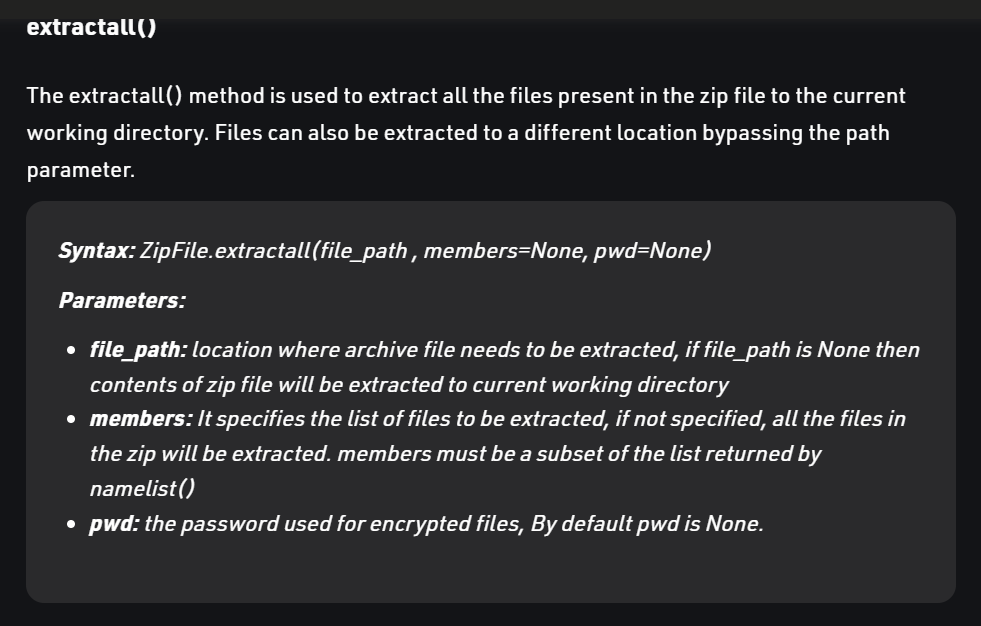 extractall()
The extractall() method is used to extract all the files present in the zip file to the current
working directory. Files can also be extracted to a different location bypassing the path
parameter.
Syntax: ZipFile.extractall(file_path , members=None, pwd=None)
Parameters:
• file_path: location where archive file needs to be extracted, if file_path is None then
contents of zip file will be extracted to current working directory
• members: It specifies the list of files to be extracted, if not specified, all the files in
the zip will be extracted. members must be a subset of the list returned by
namelist()
• pwd: the password used for encrypted files, By default pwd is None.